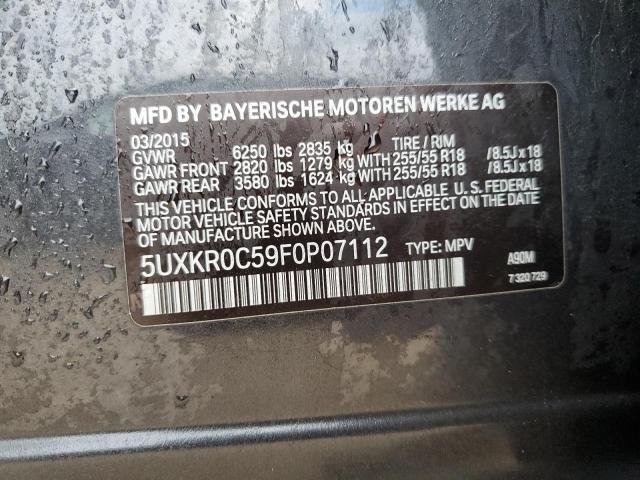 MFD BY BAYERISCHE MOTOREN WERKE AG
03/2015 TIRE / RIM
GVWR 6250 lbs 2835 kg
GAWR FRONT 2820 lbs 1279 kg WITH 255/55 R18 /8.5J x 18
GAWR REAR 3580 lbs 1624 kg WITH 255/55 R18 /8.5J x 18
THIS VEHICLE CONFORMS TO ALL APPLICABLE U.S. FEDERAL
MOTOR VEHICLE SAFETY STANDARDS IN EFFECT ON THE DATE
OF MANUFACTURE SHOWN ABOVE.
5UXKR0C59F0P07112 TYPE: MPV A90M
7 320 729